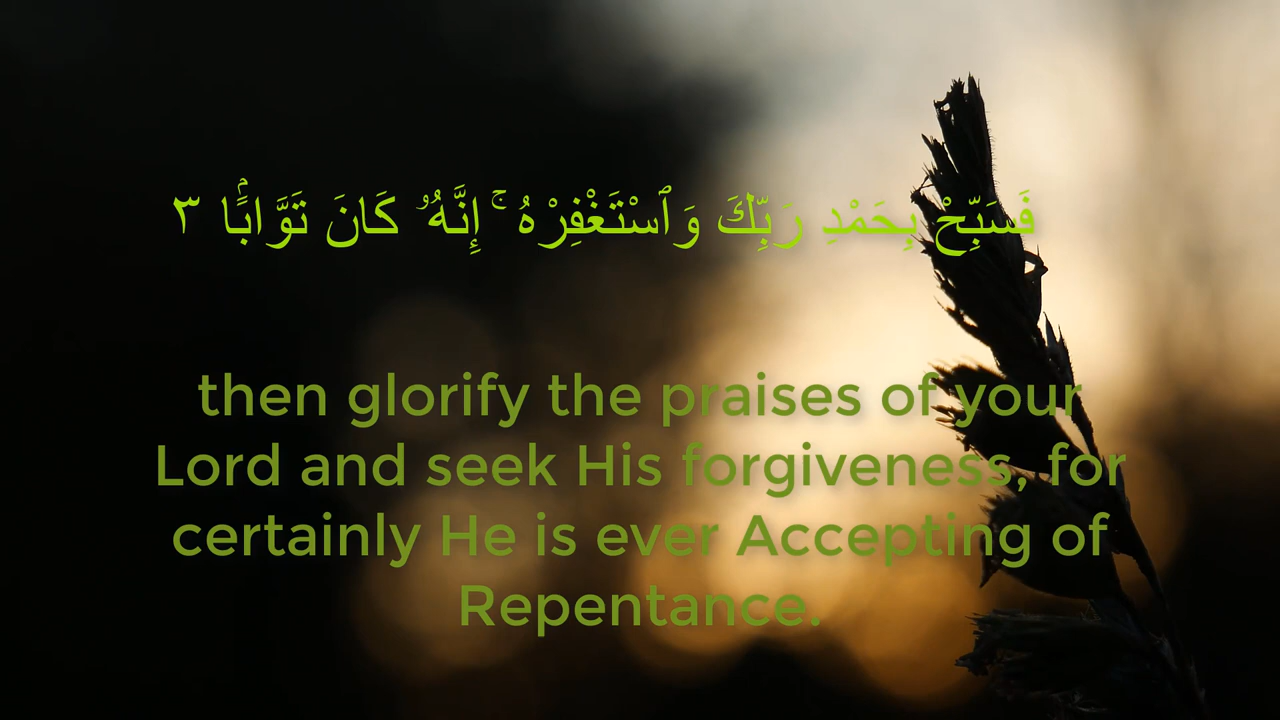 فَسَبِّحْ بِحَمْدِ رَبِّكَ وَٱسْتَغْفِرْهُ ۚ إِنَّهُۥ كَانَ تَوَّابًۢا ٣
then glorify the praises of your
Lord and seek His forgiveness, for
certainly He is ever Accepting of
Repentance.